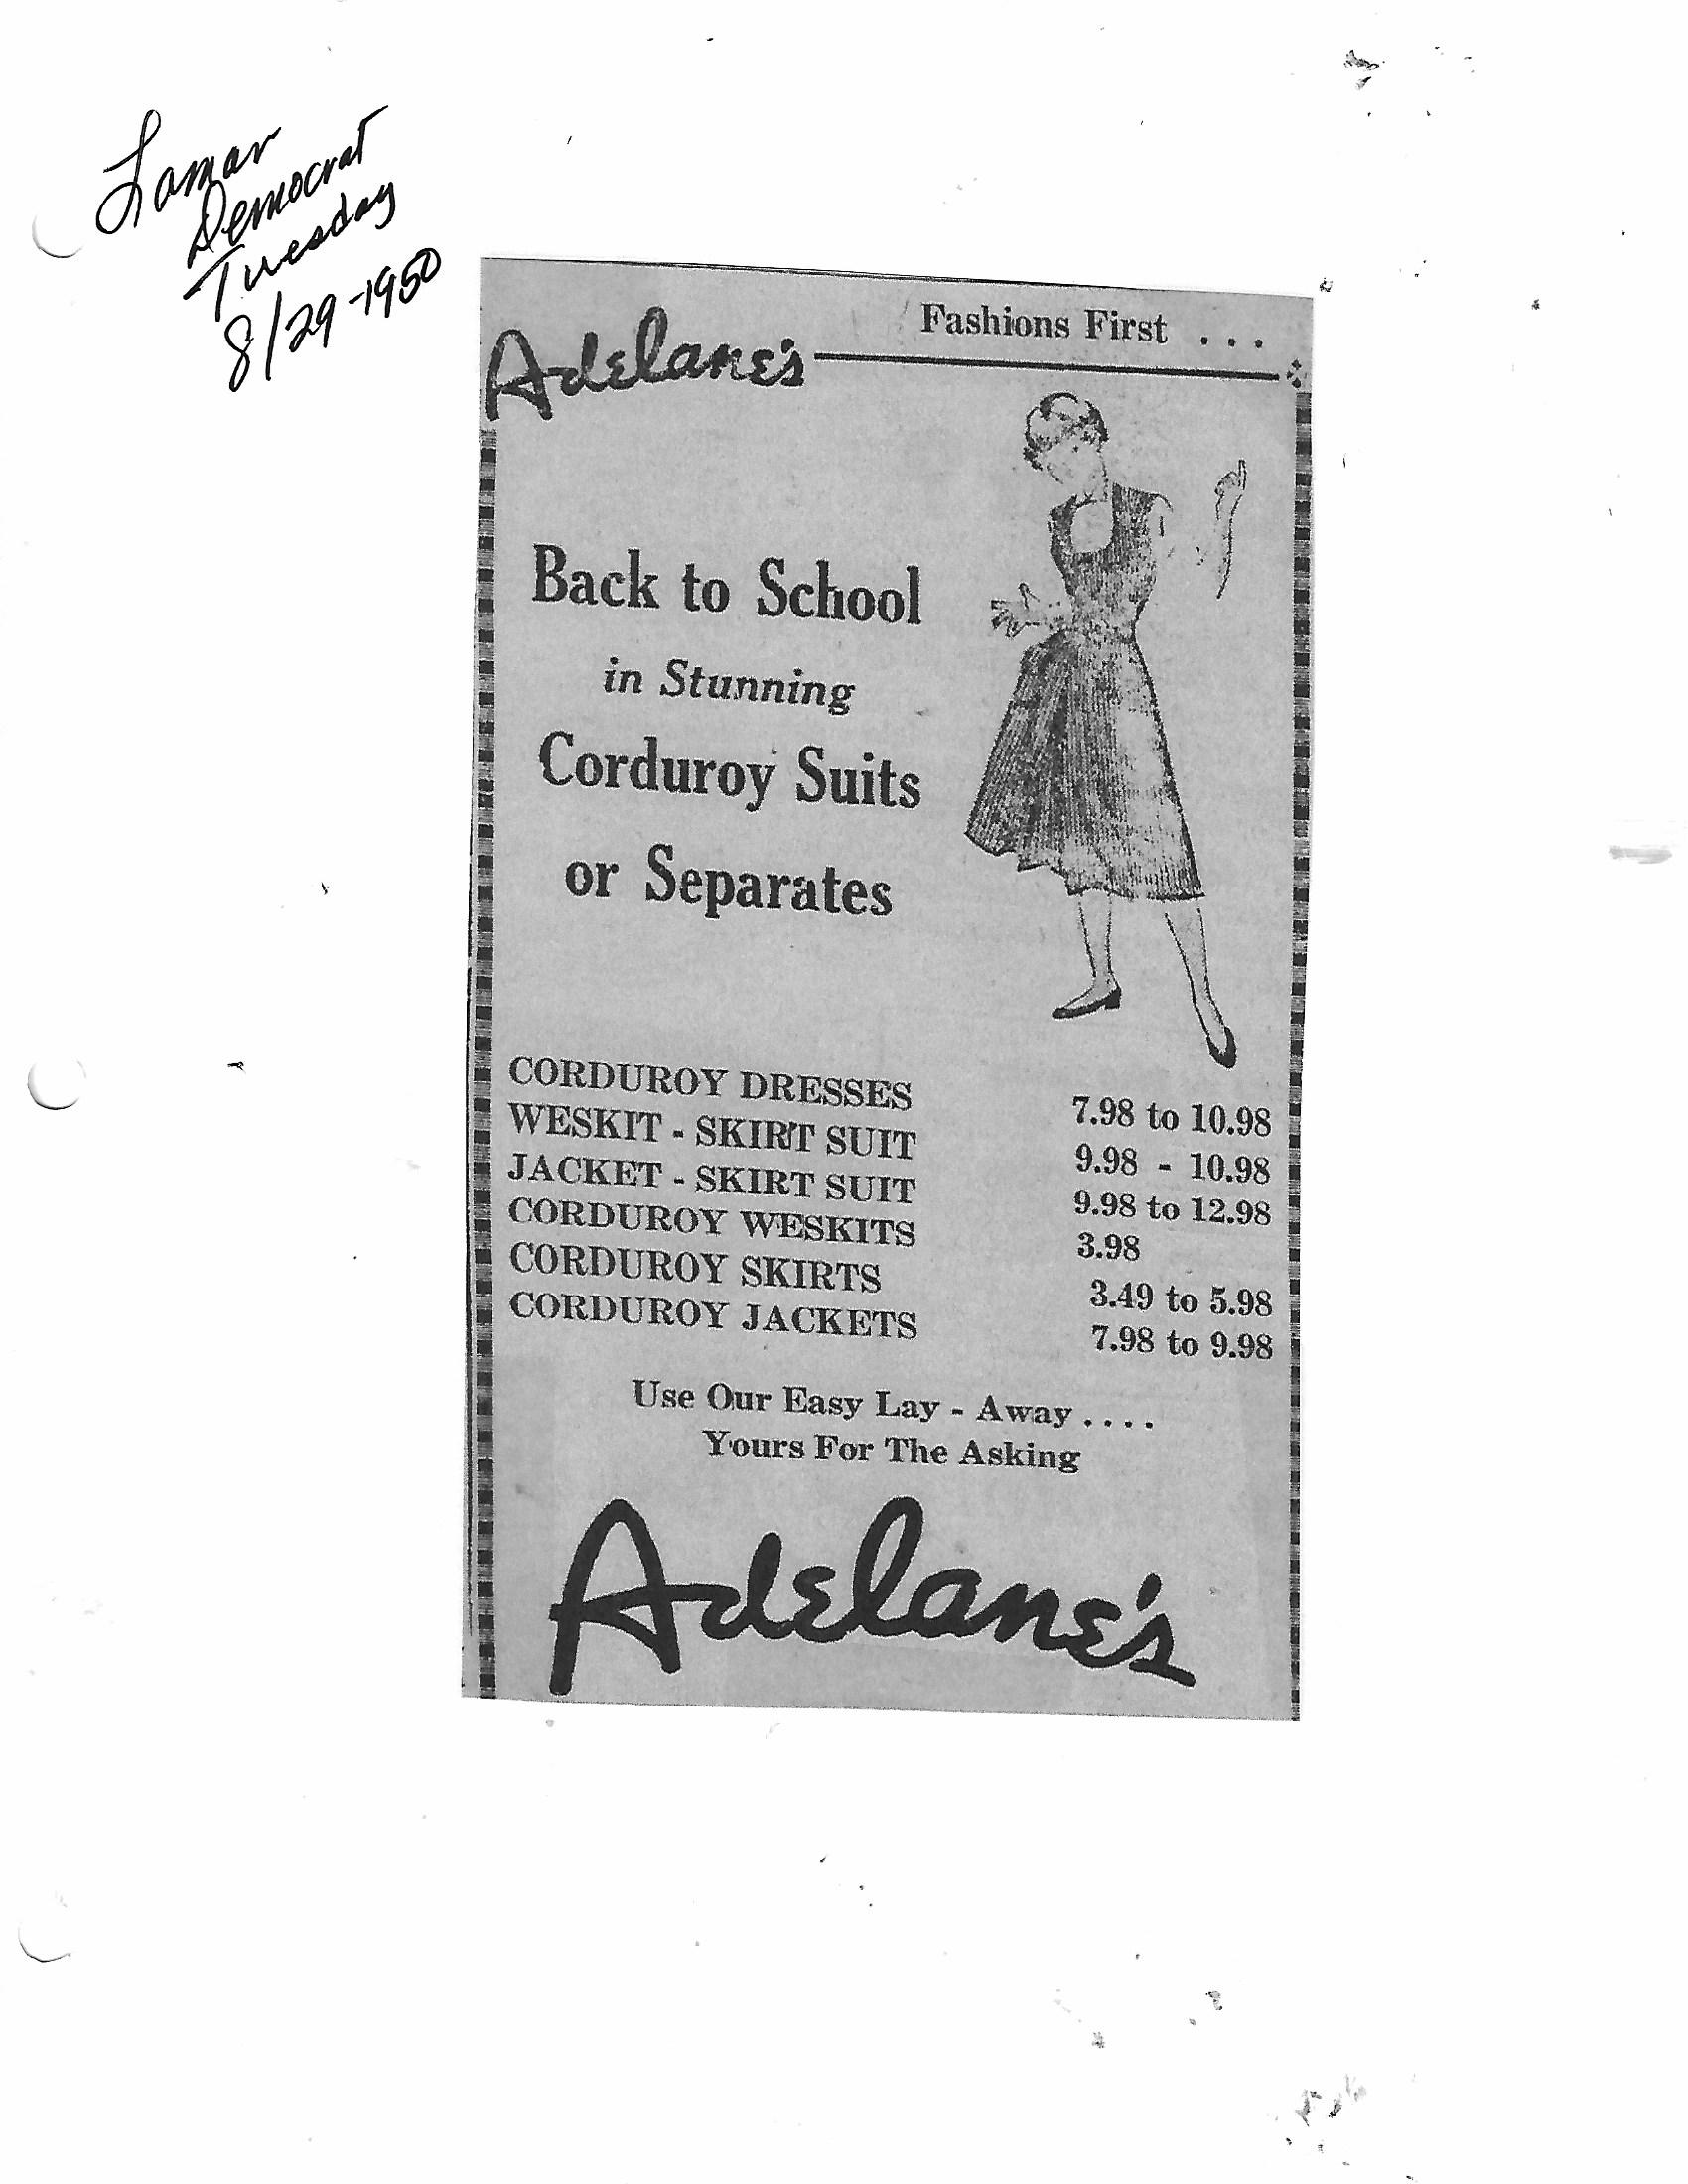 Lamar
Democrat
Tuesday
8/29-1950
Fashions First ...
Adelane's
Back to School
in Stunning
Corduroy Suits
or Separates
CORDUROY DRESSES 7.98 to 10.98
WESKIT - SKIRT SUIT 9.98 - 10.98
JACKET - SKIRT SUIT 9.98 to 12.98
CORDUROY WESKITS 3.98
CORDUROY SKIRTS 3.49 to 5.98
CORDUROY JACKETS 7.98 to 9.98
Use Our Easy Lay - Away ....
Yours For The Asking
Adelane's